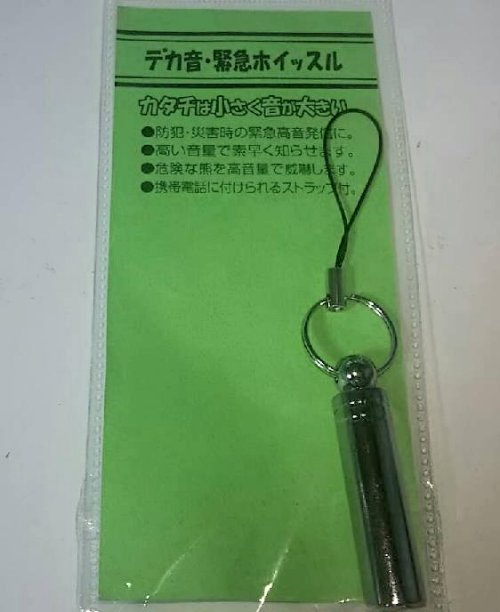 デカ音・緊急ホイッスル
カタチは小さく音が大きい
●防犯・災害時の緊急高音発信に。
●高い音量で素早く知らせます。
●危険な熊を高音量で威嚇します。
●携帯電話に付けられるストラップ付。